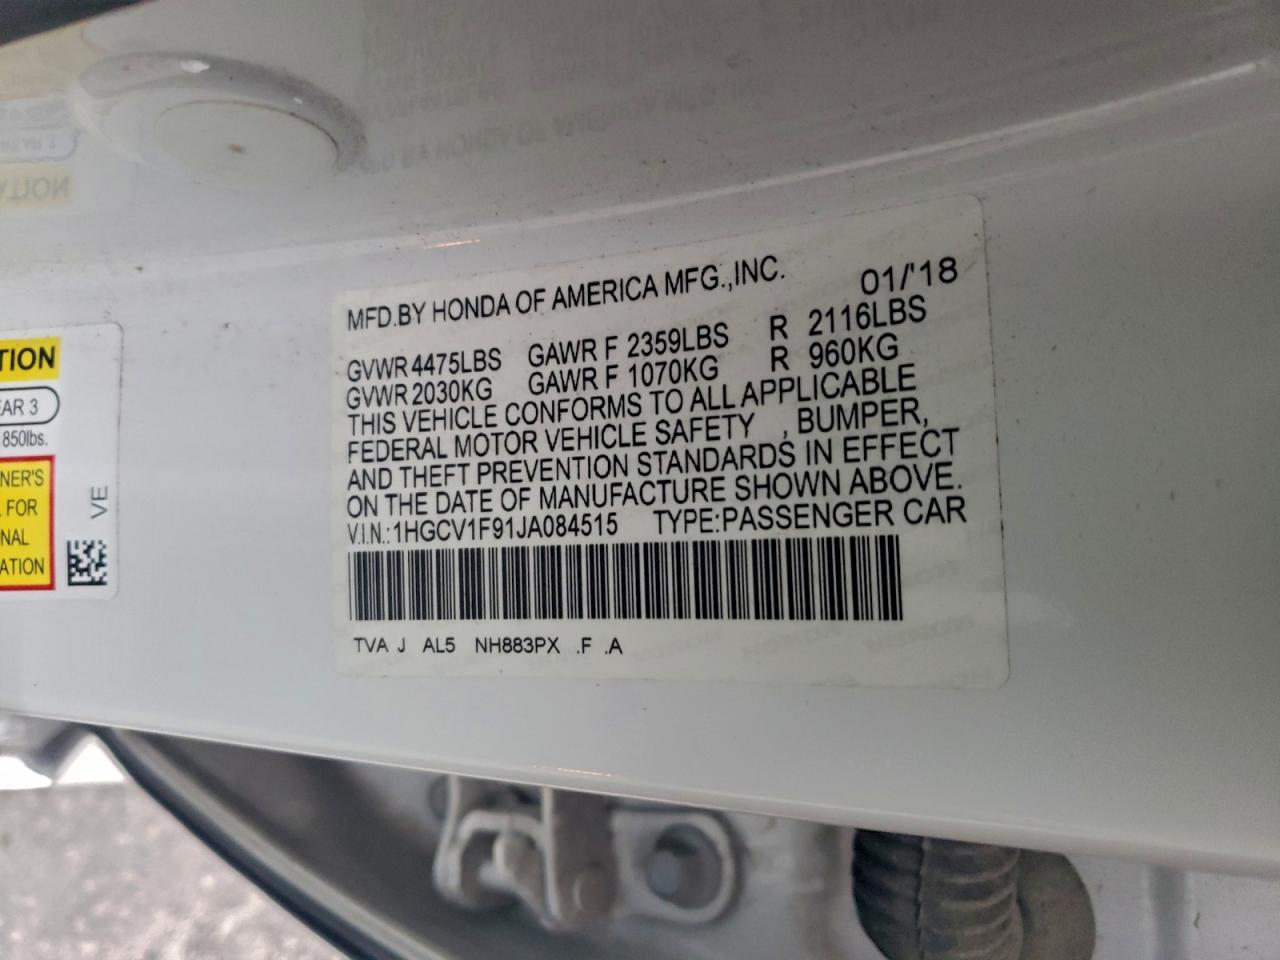 MFD.BY HONDA OF AMERICA MFG.,INC. 01/'18
GVWR 4475LBS GAWR F 2359LBS R 2116LBS
GVWR 2030KG GAWR F 1070KG R 960KG
THIS VEHICLE CONFORMS TO ALL APPLICABLE
FEDERAL MOTOR VEHICLE SAFETY , BUMPER,
AND THEFT PREVENTION STANDARDS IN EFFECT
ON THE DATE OF MANUFACTURE SHOWN ABOVE.
V.I.N.:1HGCV1F91JA084515 TYPE:PASSENGER CAR
TVA J AL5 NH883PX .F .A
TION
EAR 3
850lbs.
NER'S
L FOR
NAL
ATION
VE